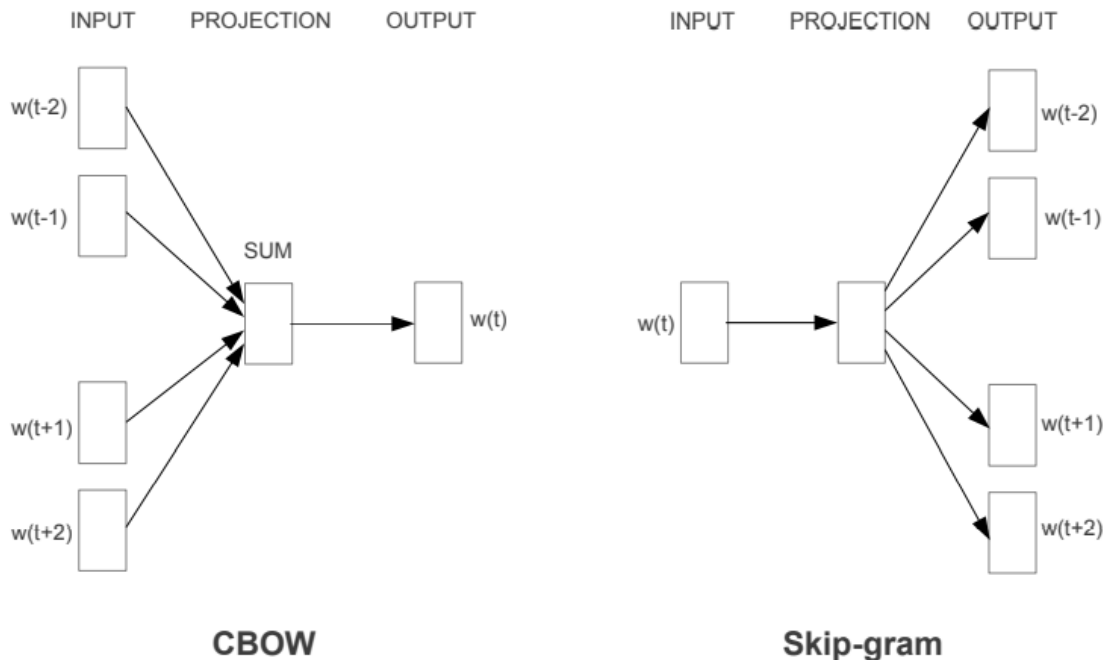 INPUT PROJECTION OUTPUT
w(t-2)
w(t-1)
SUM
w(t)
w(t+1)
w(t+2)
CBOW
INPUT PROJECTION OUTPUT
w(t-2)
w(t-1)
w(t)
w(t+1)
w(t+2)
Skip-gram